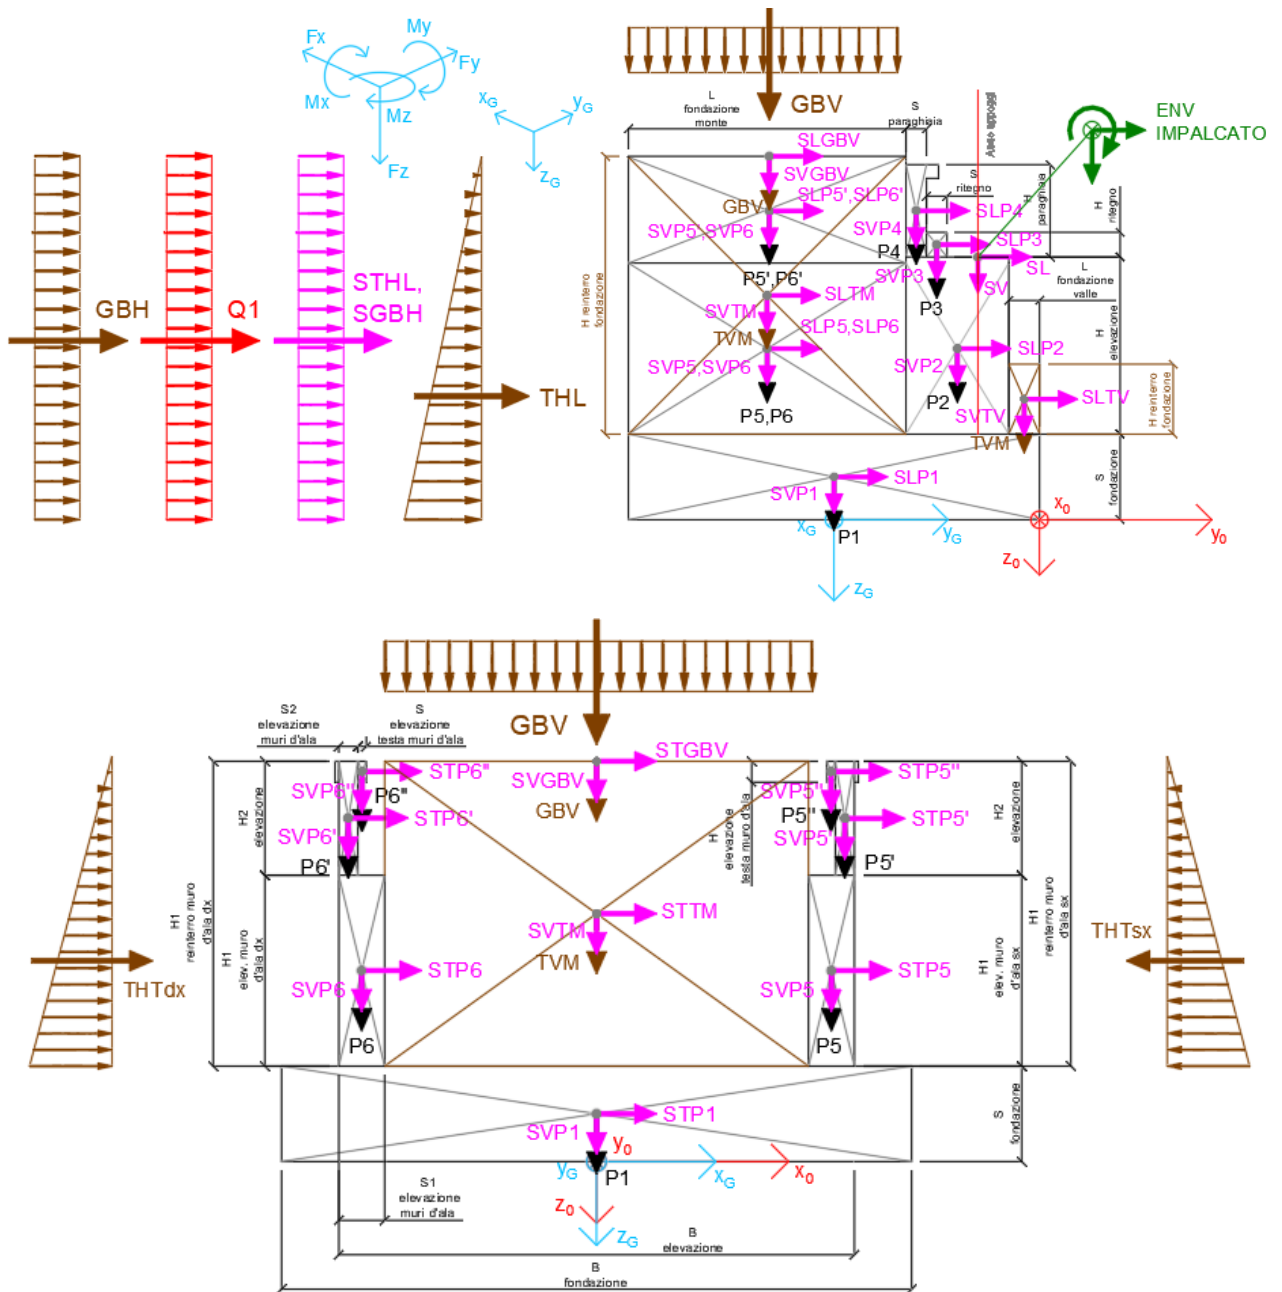 Fx
My
Fy
Mx
Mz
Fz
xG
yG
zG
GBV
L
fondazione
monte
S
paraghiaia
ENV
IMPALCATO
Asse appoggi
SLGBV
SVGBV
GBV
SLP5',SLP6'
SVP5',SVP6
P5',P6'
S
ritegno
H
paraghiaia
H
ritegno
SLP4
SVP4
P4
SLP3
SVP3
P3
SL
SV
L
fondazione
valle
GBH
Q1
STHL,
SGBH
THL
H reinterro
fondazione
SLTM
SVTM
TVM
SLP5,SLP6
SVP5,SVP6
P5,P6
SLP2
SVP2
P2
H
elevazione
SLTV
SVTV
TVM
H reinterro
fondazione
SLP1
SVP1
P1
S
fondazione
xG
yG
zG
x0
y0
z0
GBV
S2
elevazione
muri d'ala
S
elevazione
testa muri d'ala
STGBV
SVGBV
GBV
STP6"
SVP6"
P6"
STP6'
SVP6'
P6'
STP5"
SVP5"
P5"
STP5'
SVP5'
P5'
H2
elevazione
H
elevazione
testa muro d'ala
H2
elevazione
H1
reinterro muro
d'ala dx
H1
elev. muro
d'ala dx
H1
elev. muro
d'ala sx
H1
reinterro muro
d'ala sx
STTM
SVTM
TVM
THTdx
THTsx
STP6
SVP6
P6
STP5
SVP5
P5
STP1
SVP1
P1
S
fondazione
y0
yG
xG
x0
z0
zG
S1
elevazione
muri d'ala
B
elevazione
B
fondazione